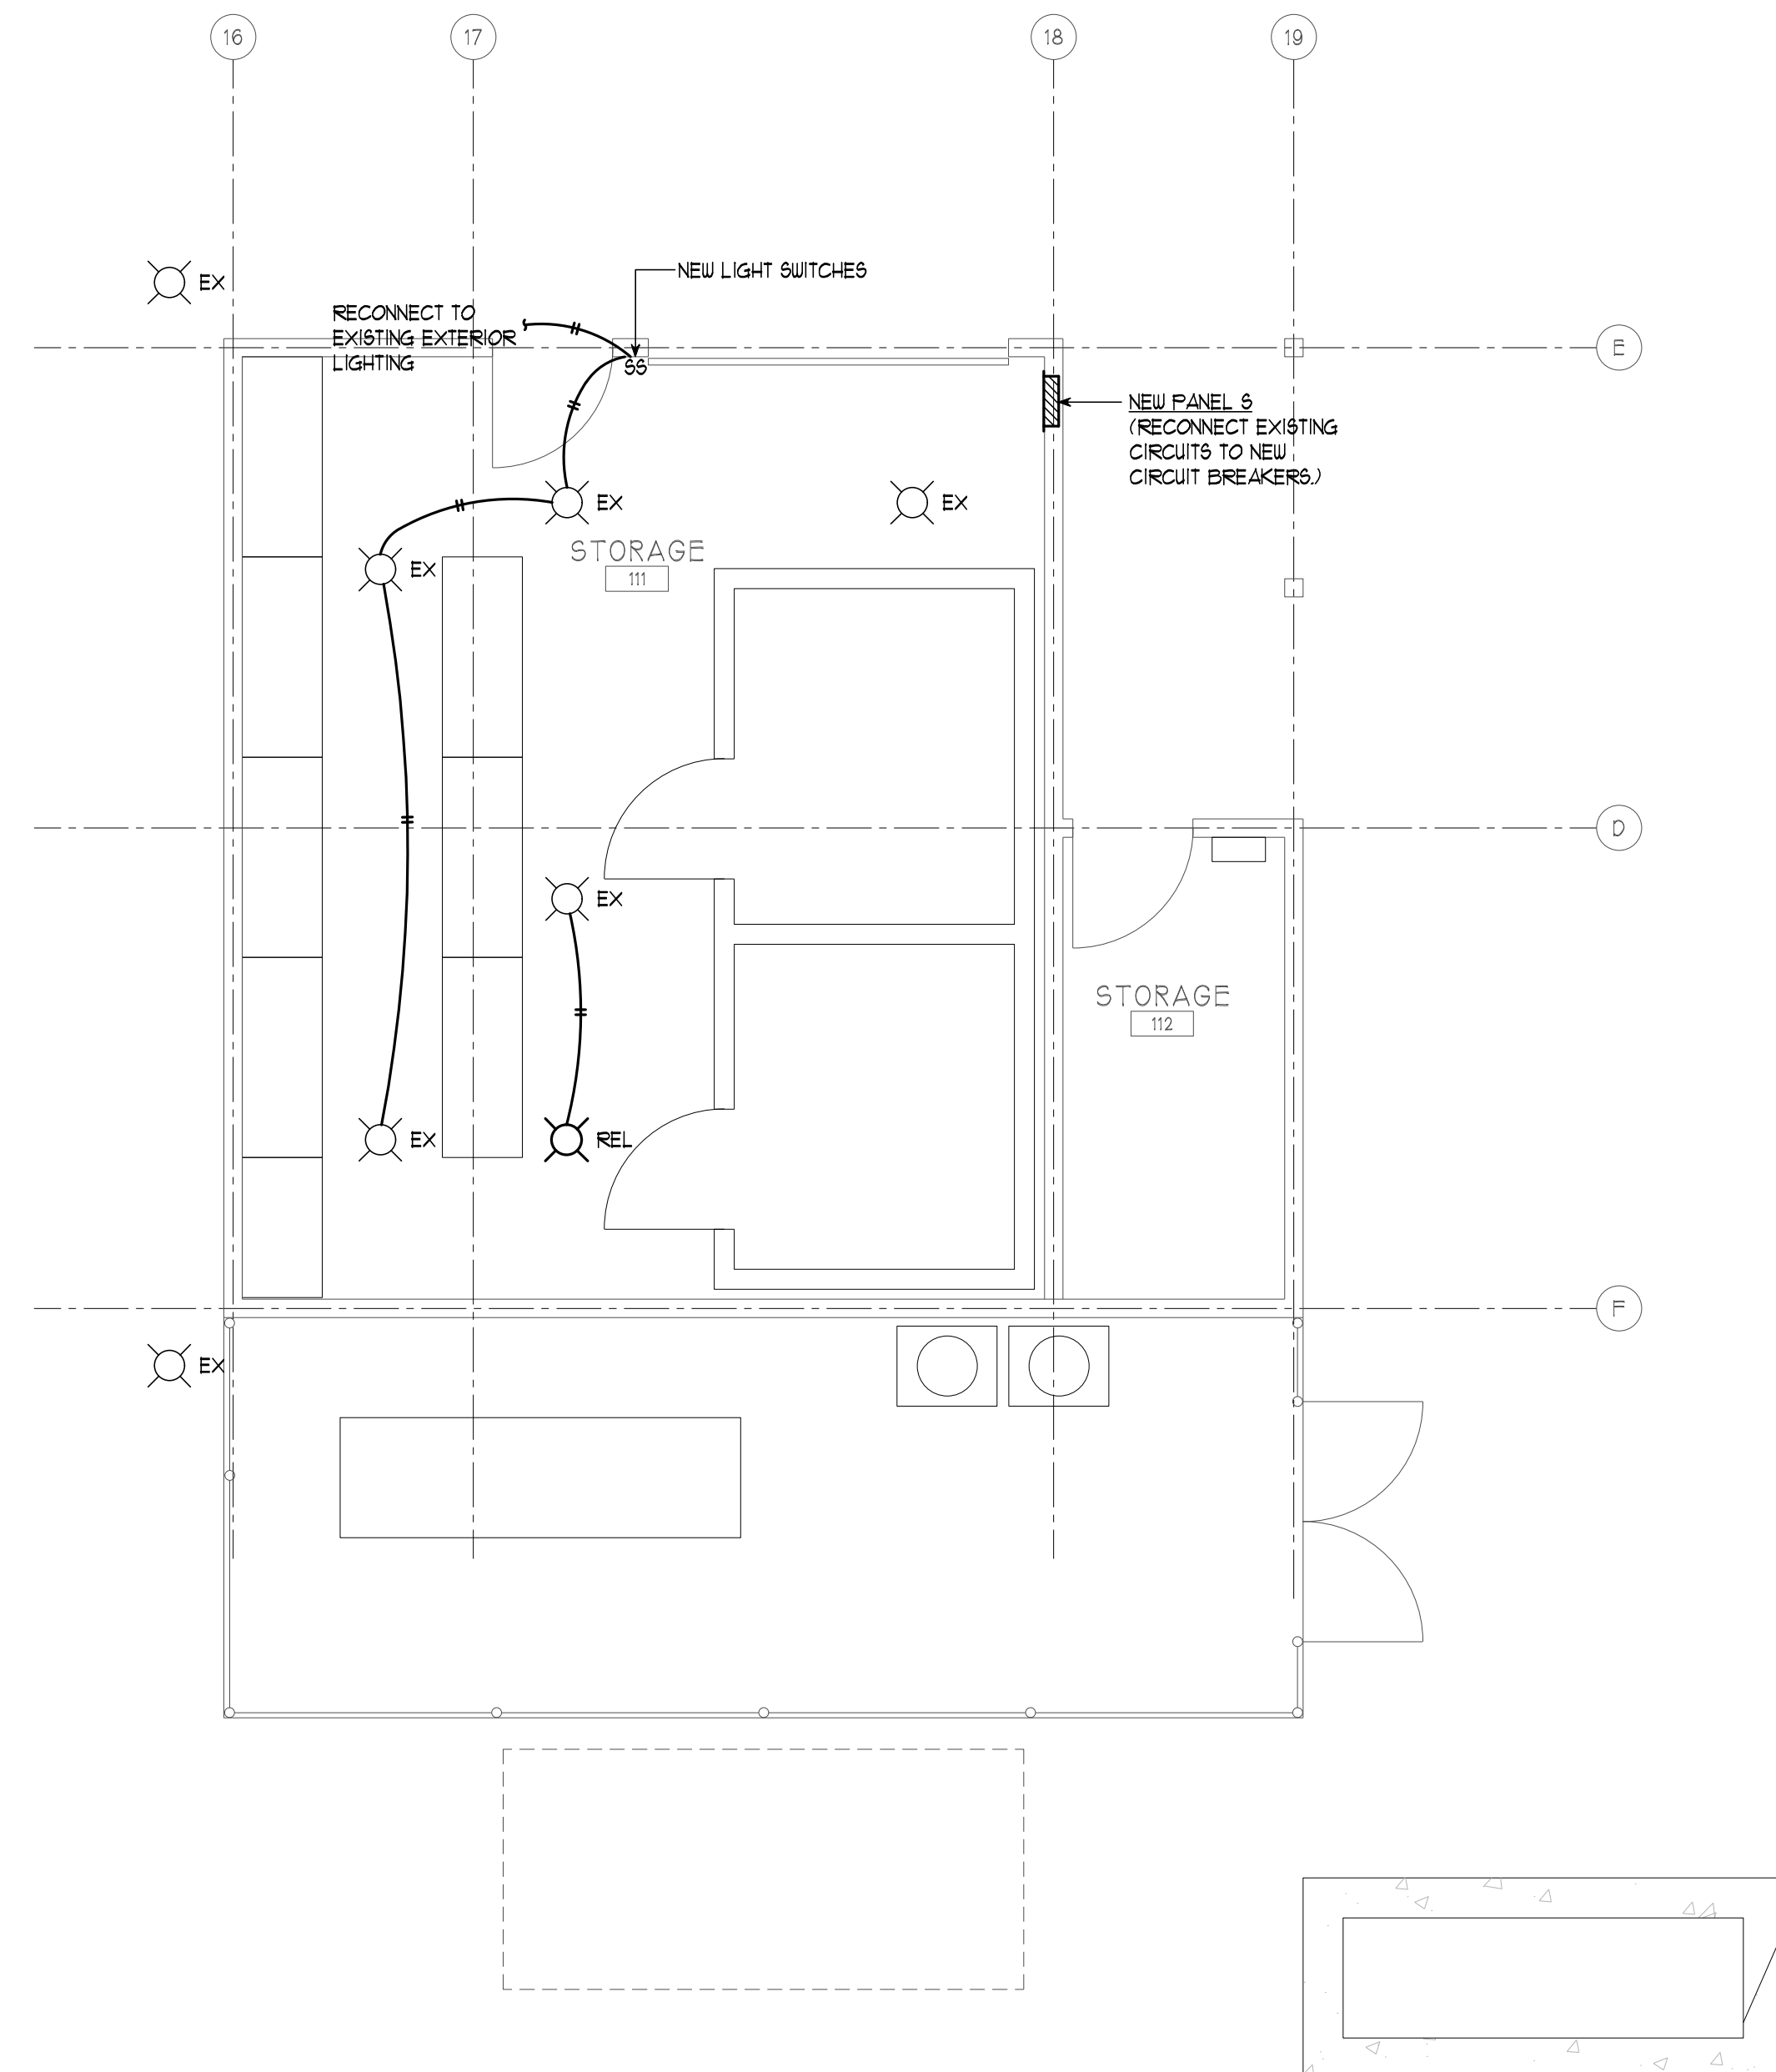 16
17
18
19
EX
NEW LIGHT SWITCHES
RECONNECT TO
EXISTING EXTERIOR
LIGHTING
E
SS
NEW PANEL S
(RECONNECT EXISTING
CIRCUITS TO NEW
CIRCUIT BREAKERS.)
EX
EX
STORAGE
111
EX
D
EX
STORAGE
112
EX
REL
F
EX